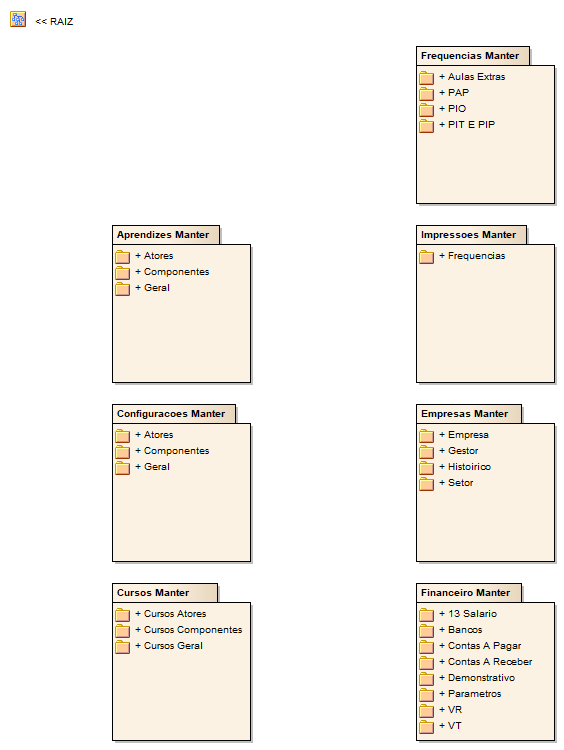 << RAIZ
Frequencias Manter
+ Aulas Extras
+ PAP
+ PIO
+ PIT E PIP
Aprendizes Manter
+ Atores
+ Componentes
+ Geral
Impressoes Manter
+ Frequencias
Configuracoes Manter
+ Atores
+ Componentes
+ Geral
Empresas Manter
+ Empresa
+ Gestor
+ Histoirico
+ Setor
Cursos Manter
+ Cursos Atores
+ Cursos Componentes
+ Cursos Geral
Financeiro Manter
+ 13 Salario
+ Bancos
+ Contas A Pagar
+ Contas A Receber
+ Demonstrativo
+ Parametros
+ VR
+ VT